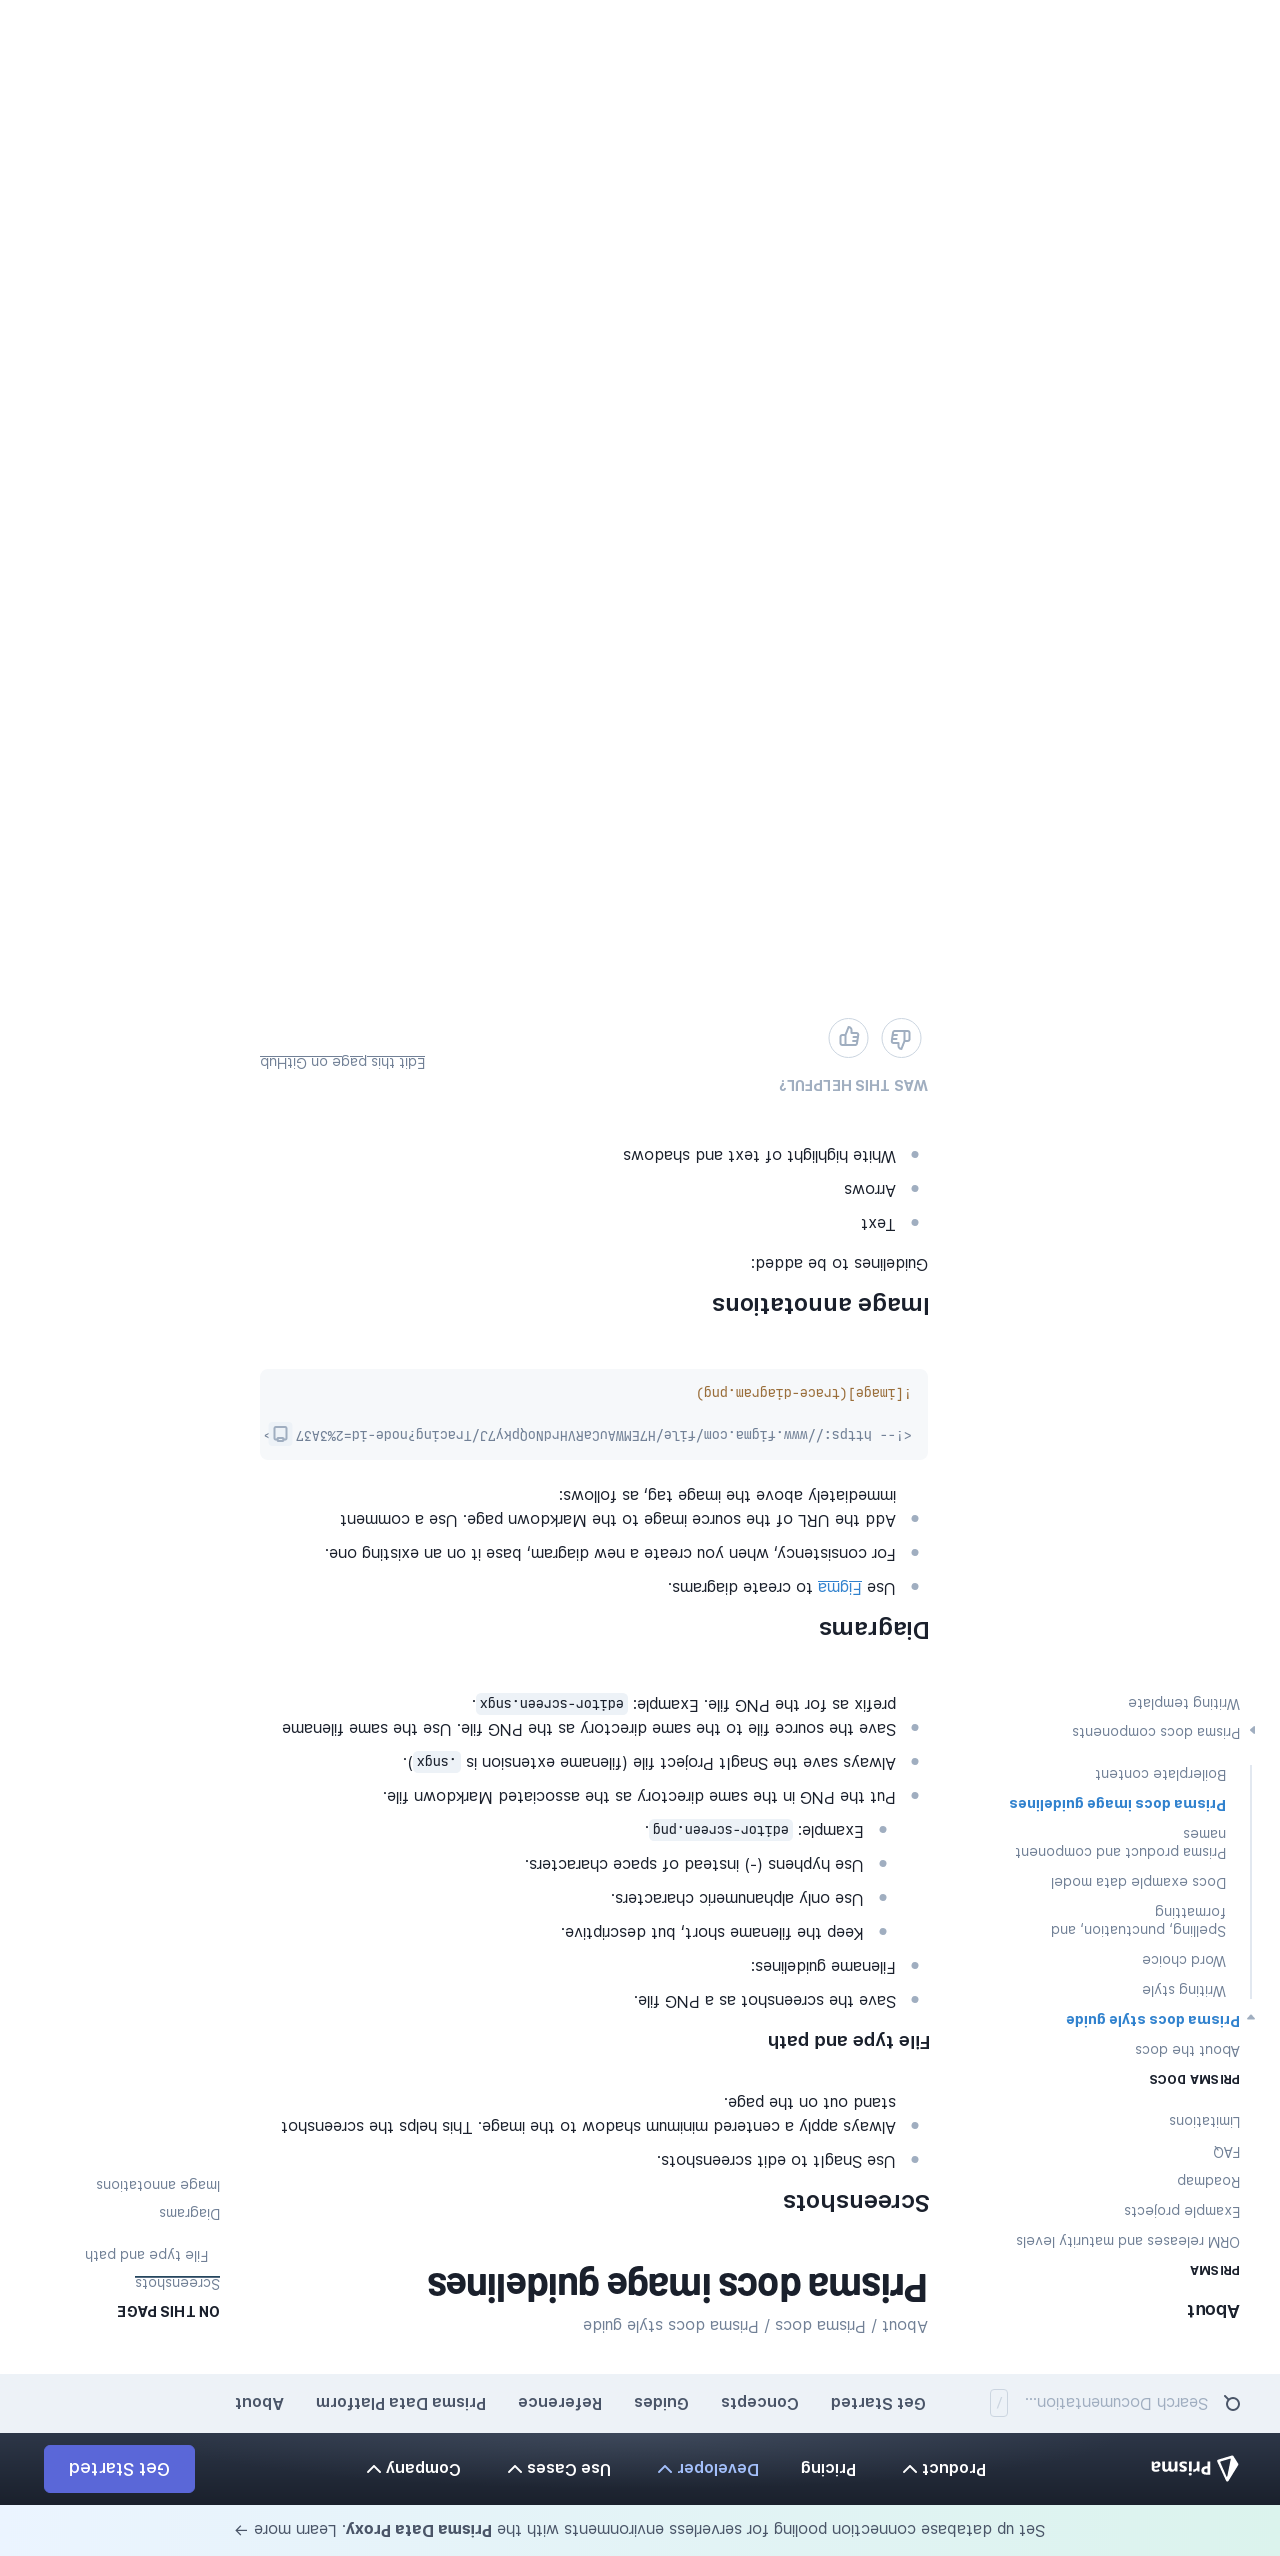 Set up database connection pooling for serverless environments with the Prisma Data Proxy. Learn more →
Prisma
Product
Pricing
Developer
Use Cases
Company
Get Started
Search Documentation...
/
Get Started
Concepts
Guides
Reference
Prisma Data Platform
About
About
PRISMA
ORM releases and maturity levels
Example projects
Roadmap
FAQ
Limitations
PRISMA DOCS
About the docs
Prisma docs style guide
Writing style
Word choice
Spelling, punctuation, and
formatting
Docs example data model
Prisma product and component
names
Prisma docs image guidelines
Boilerplate content
Prisma docs components
Writing template
About / Prisma docs / Prisma docs style guide
Prisma docs image guidelines
Screenshots
Use SnagIt to edit screenshots.
Always apply a centered minimum shadow to the image. This helps the screenshot
stand out on the page.
File type and path
Save the screenshot as a PNG file.
Filename guidelines:
Keep the filename short, but descriptive.
Use only alphanumeric characters.
Use hyphens (-) instead of space characters.
Example: editor-screen.png.
Put the PNG in the same directory as the associated Markdown file.
Always save the SnagIt Project file (filename extension is .sngx).
Save the source file to the same directory as the PNG file. Use the same filename
prefix as for the PNG file. Example: editor-screen.sngx.
Diagrams
Use Figma to create diagrams.
For consistency, when you create a new diagram, base it on an existing one.
Add the URL of the source image to the Markdown page. Use a comment
immediately above the image tag, as follows:
<!-- https://www.figma.com/file/H7EMWAuCaRVHrdNoQpky7J/Tracing?node-id=2%3A37 >
![image](trace-diagram.png)
Image annotations
Guidelines to be added:
Text
Arrows
White highlight of text and shadows
WAS THIS HELPFUL?
Edit this page on GitHub
ON THIS PAGE
Screenshots
File type and path
Diagrams
Image annotations